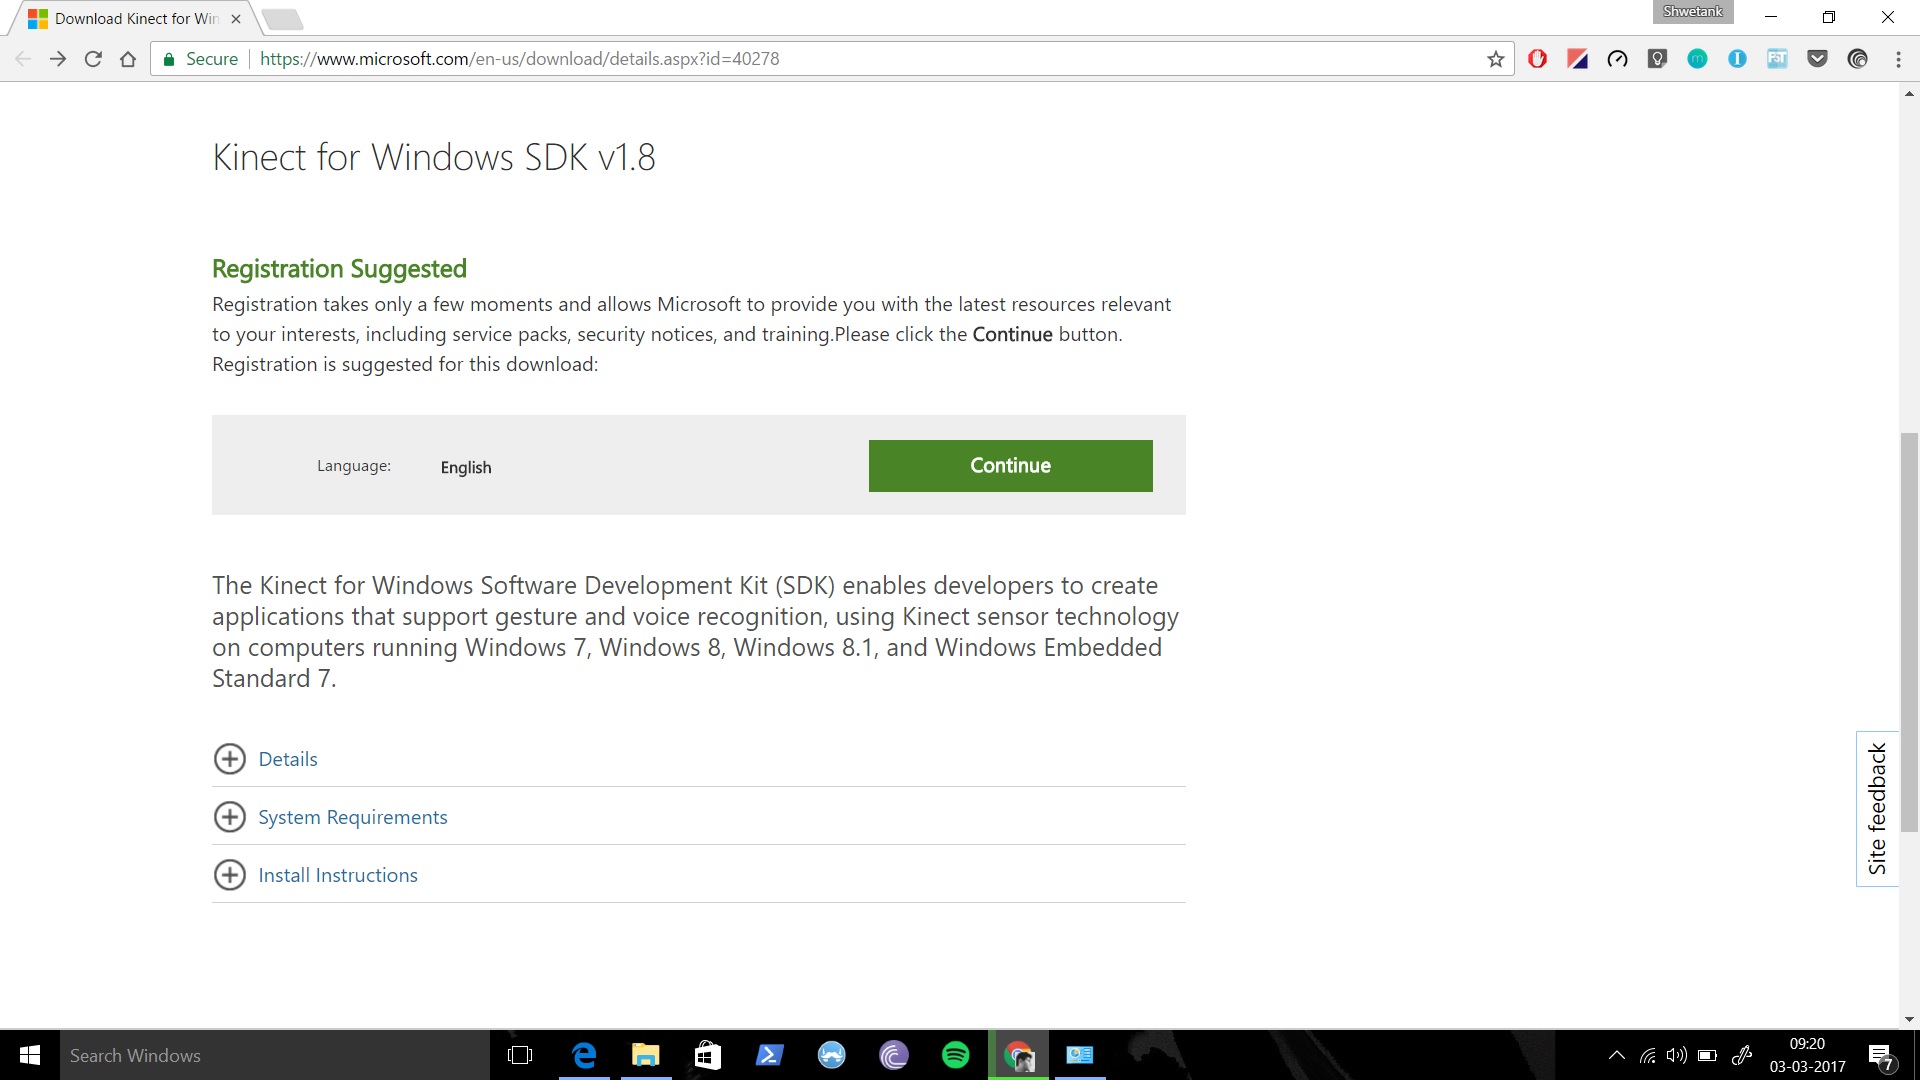 Download Kinect for Win
Shwetank
Secure
https://www.microsoft.com/en-us/download/details.aspx?id=40278
Kinect for Windows SDK v1.8
Registration Suggested
Registration takes only a few moments and allows Microsoft to provide you with the latest resources relevant
to your interests, including service packs, security notices, and training.Please click the Continue button.
Registration is suggested for this download:
Language:
English
Continue
The Kinect for Windows Software Development Kit (SDK) enables developers to create
applications that support gesture and voice recognition, using Kinect sensor technology
on computers running Windows 7, Windows 8, Windows 8.1, and Windows Embedded
Standard 7.
Details
System Requirements
Install Instructions
Site feedback
Search Windows
09:20
03-03-2017
7